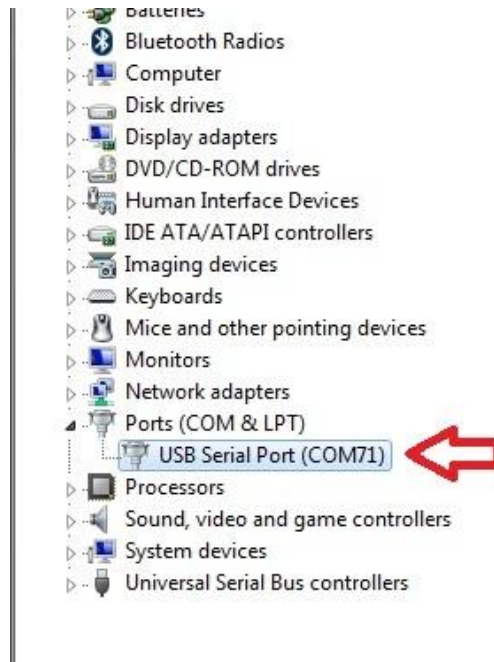 Batteries
Bluetooth Radios
Computer
Disk drives
Display adapters
DVD/CD-ROM drives
Human Interface Devices
IDE ATA/ATAPI controllers
Imaging devices
Keyboards
Mice and other pointing devices
Monitors
Network adapters
Ports (COM & LPT)
USB Serial Port (COM71)
Processors
Sound, video and game controllers
System devices
Universal Serial Bus controllers